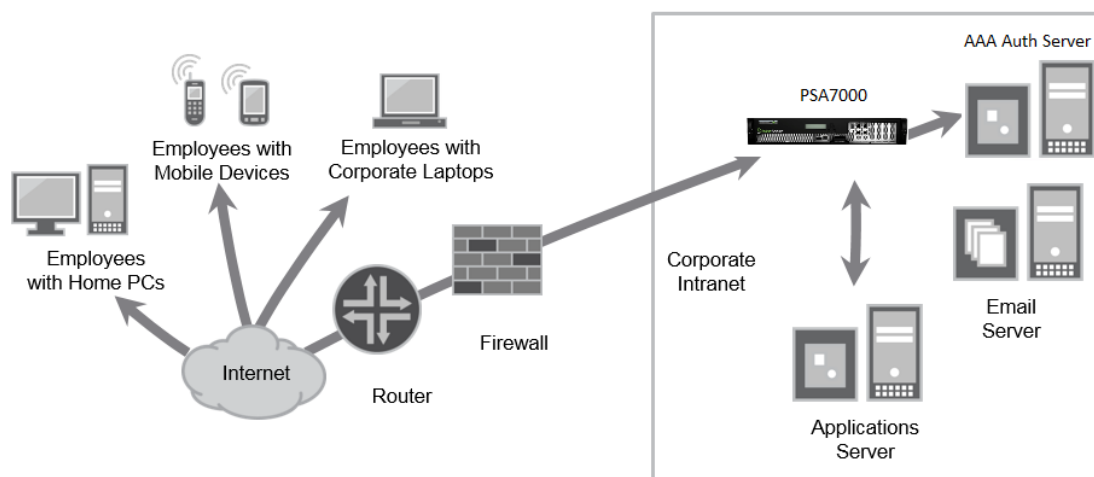 AAA Auth Server
PSA7000
Employees with
Mobile Devices
Employees with
Corporate Laptops
Employees
with Home PCs
Corporate
Intranet
Email
Server
Firewall
Internet
Router
Applications
Server